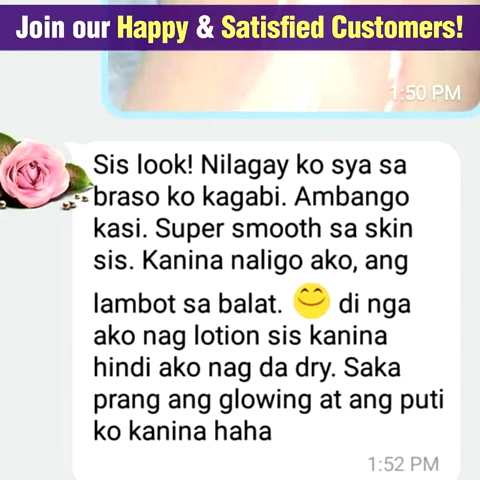 Join our Happy & Satisfied Customers!
1:50 PM
Sis look! Nilagay ko sya sa
braso ko kagabi. Ambango
kasi. Super smooth sa skin
sis. Kanina naligo ako, ang
lambot sa balat. 😊 di nga
ako nag lotion sis kanina
hindi ako nag da dry. Saka
prang ang glowing at ang puti
ko kanina haha
1:52 PM